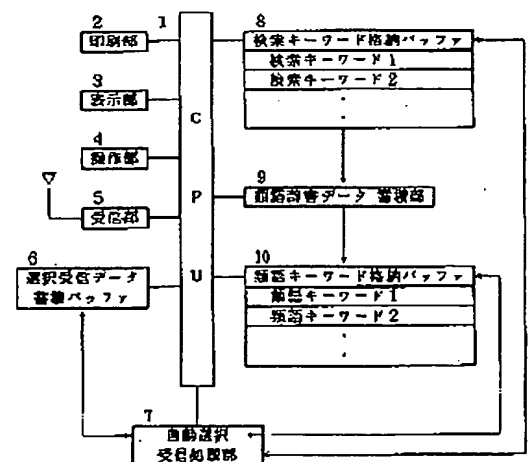 2 1 8
印刷部
検索キーワード格納バッファ
検索キーワード1
検索キーワード2
3
表示部
C
4
操作部
5
受信部
P
9
類語辞書データ 蓄積部
6
選択受信データ
蓄積バッファ
U
10
類語キーワード格納バッファ
類語キーワード1
類語キーワード2
7
自動選択
受信処理部